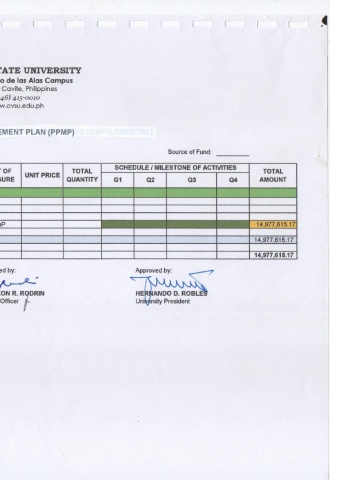 TATE UNIVERSITY
o de las Alas Campus
Cavite, Philippines
46) 415-0010
w.cvsu.edu.ph
EMENT PLAN (PPMP)
Source of Fund:
T OF
SURE
UNIT PRICE
TOTAL
QUANTITY
SCHEDULE / MILESTONE OF ACTIVITIES
Q1 Q2 Q3 Q4
TOTAL
AMOUNT
P 14,977,615.17
14,977,615.17
14,977,615.17
ed by: Approved by:
ON R. RODRIN HERNANDO D. ROBLES
Officer University President